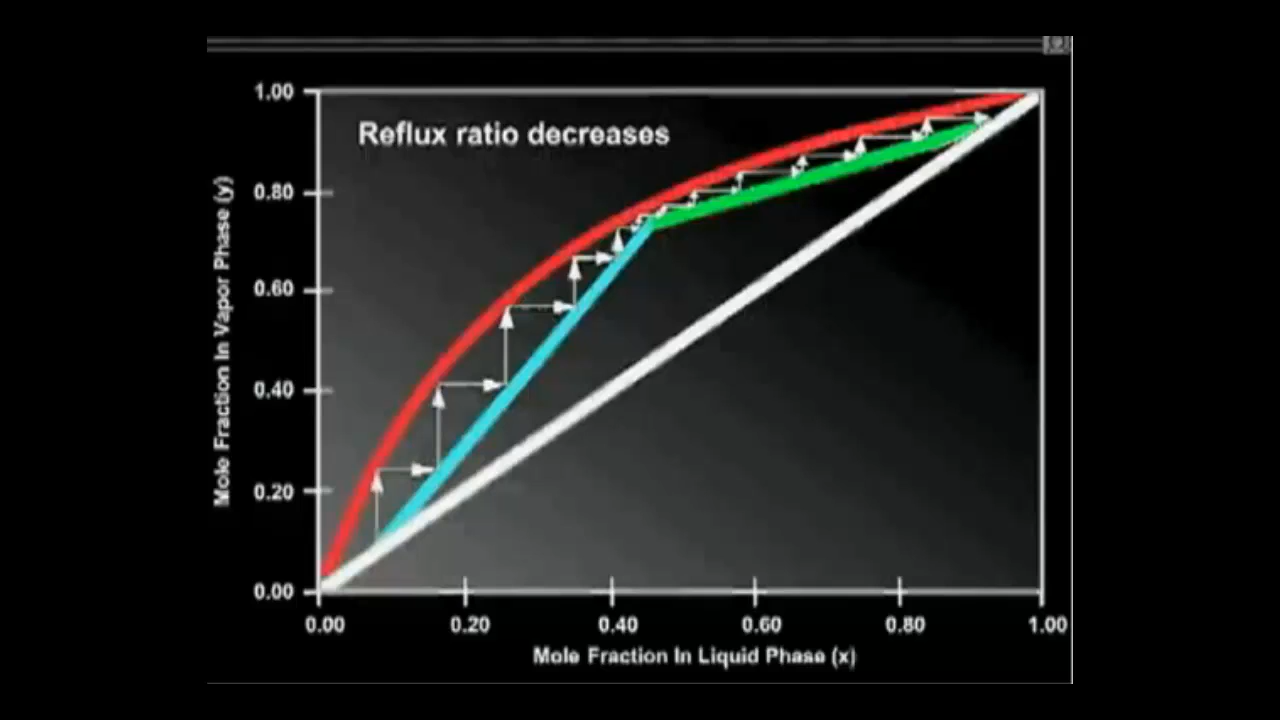 1.00
Reflux ratio decreases
0.80
0.60
0.40
0.20
0.00
Mole Fraction In Vapor Phase (y)
0.00 0.20 0.40 0.60 0.80 1.00
Mole Fraction In Liquid Phase (x)